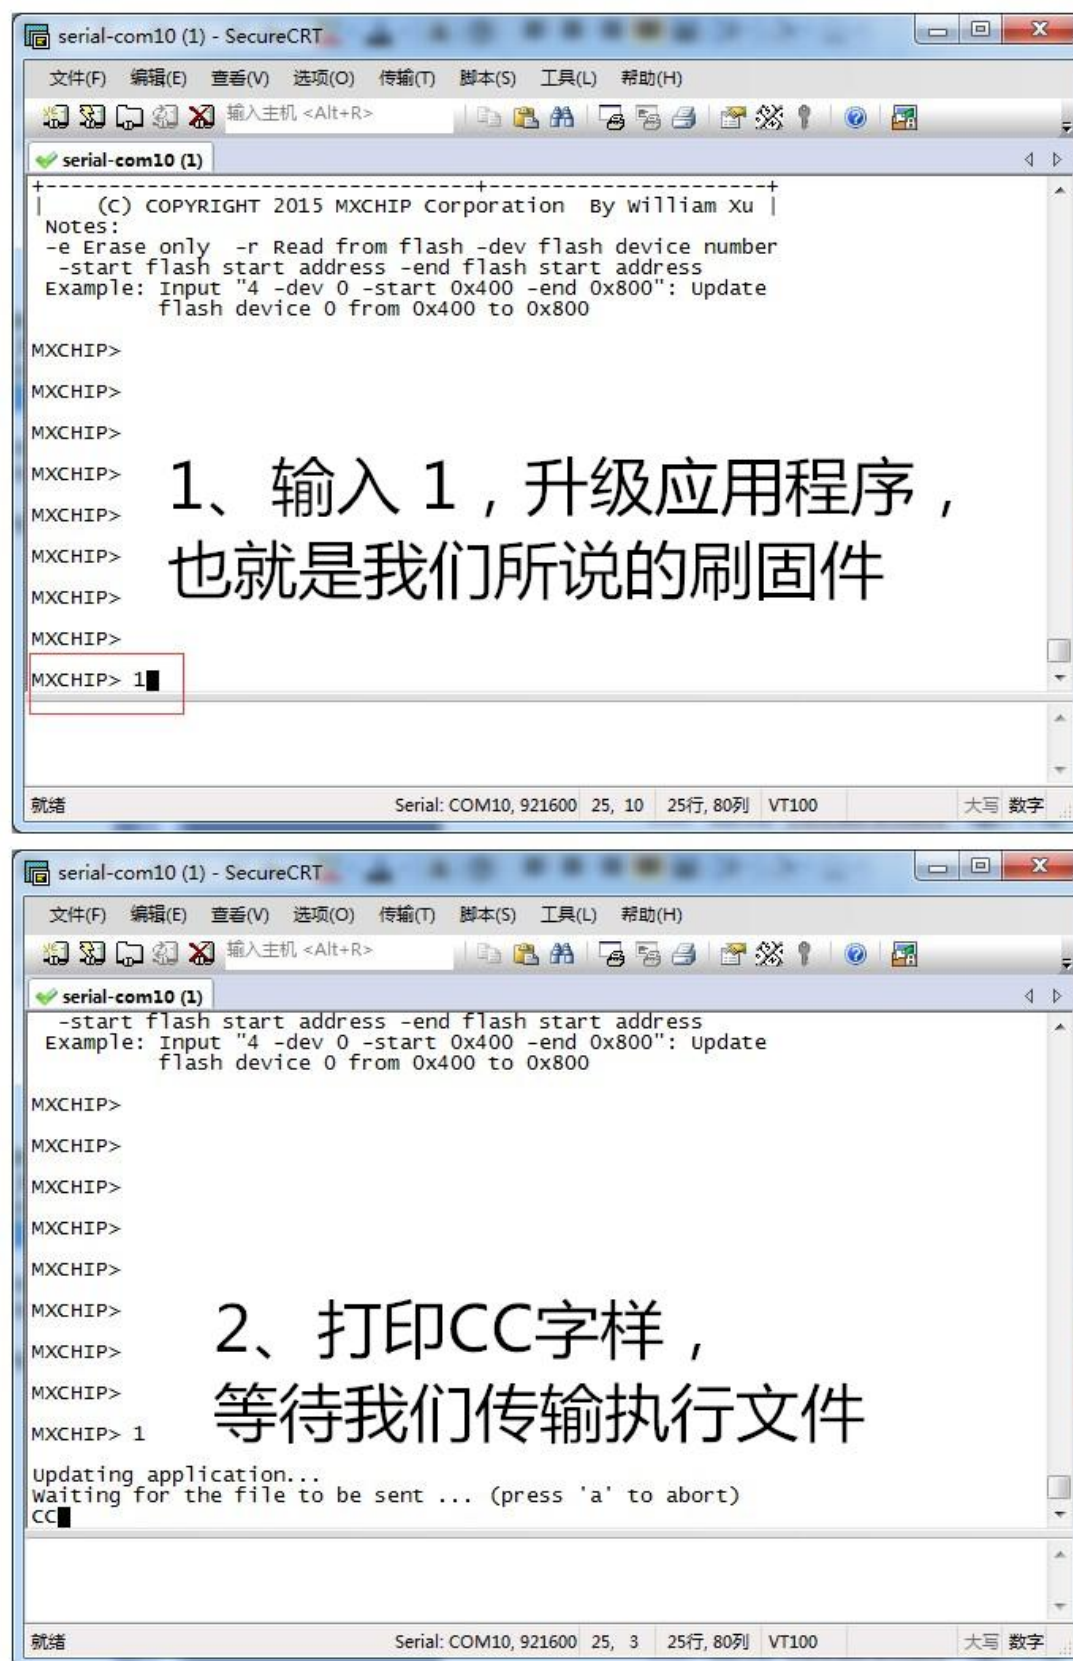 serial-com10 (1) - SecureCRT
文件(F) 编辑(E) 查看(V) 选项(O) 传输(T) 脚本(S) 工具(L) 帮助(H)
输入主机 <Alt+R>
serial-com10 (1)
+----------------------------------+----------------------+
|    (C) COPYRIGHT 2015 MXCHIP Corporation  By William Xu |
Notes:
-e Erase only  -r Read from flash -dev flash device number
-start flash start address -end flash start address
Example: Input "4 -dev 0 -start 0x400 -end 0x800": Update
flash device 0 from 0x400 to 0x800
MXCHIP>
MXCHIP>
MXCHIP>
MXCHIP>
MXCHIP>
MXCHIP>
MXCHIP>
MXCHIP>
1、输入 1，升级应用程序，
也就是我们所说的刷固件
MXCHIP> 1
就绪 Serial: COM10, 921600 25, 10 25行, 80列 VT100 大写 数字
serial-com10 (1) - SecureCRT
文件(F) 编辑(E) 查看(V) 选项(O) 传输(T) 脚本(S) 工具(L) 帮助(H)
输入主机 <Alt+R>
serial-com10 (1)
-start flash start address -end flash start address
Example: Input "4 -dev 0 -start 0x400 -end 0x800": Update
flash device 0 from 0x400 to 0x800
MXCHIP>
MXCHIP>
MXCHIP>
MXCHIP>
MXCHIP>
MXCHIP>
MXCHIP>
MXCHIP>
2、打印CC字样，
等待我们传输执行文件
MXCHIP> 1
Updating application...
Waiting for the file to be sent ... (press 'a' to abort)
CC
就绪 Serial: COM10, 921600 25, 3 25行, 80列 VT100 大写 数字